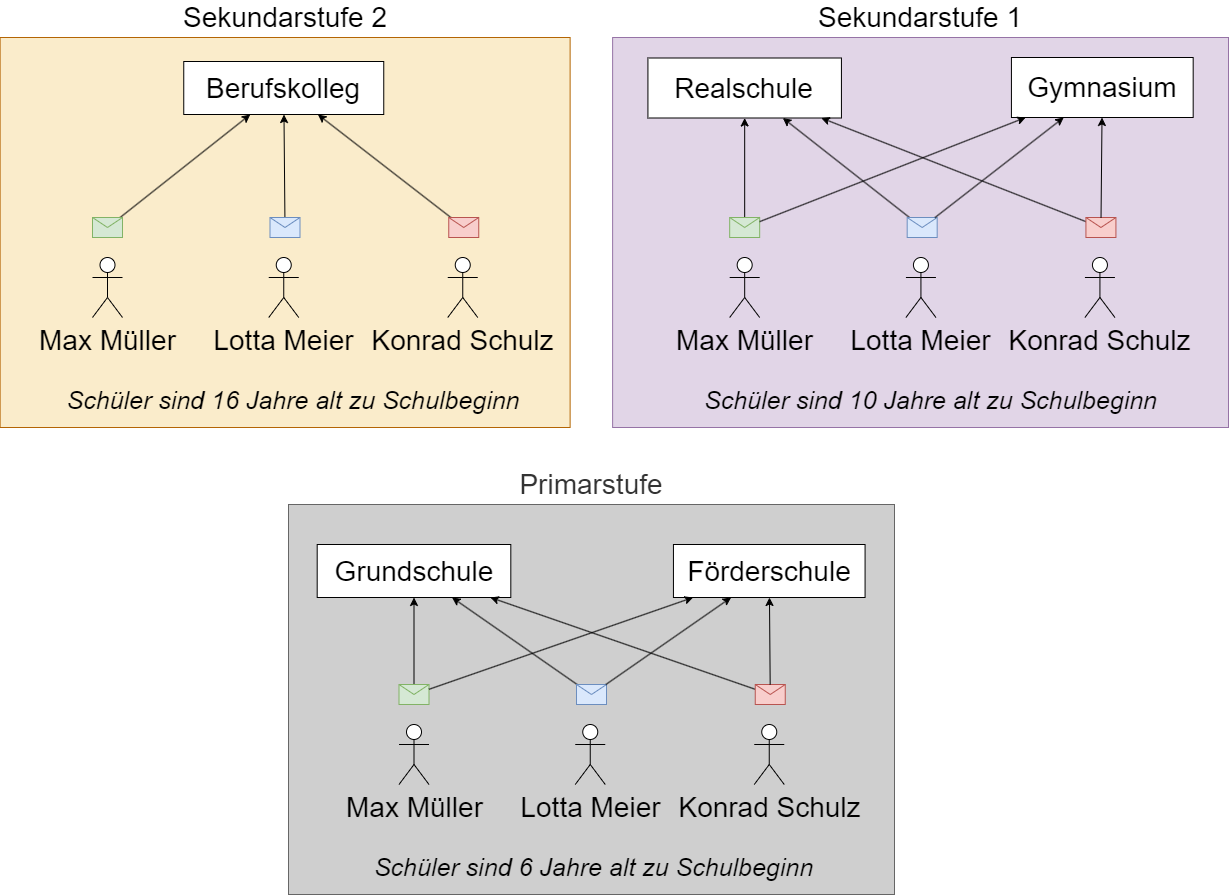 Sekundarstufe 2
Berufskolleg
Max Müller
Lotta Meier
Konrad Schulz
Schüler sind 16 Jahre alt zu Schulbeginn
Sekundarstufe 1
Realschule
Gymnasium
Max Müller
Lotta Meier
Konrad Schulz
Schüler sind 10 Jahre alt zu Schulbeginn
Primarstufe
Grundschule
Förderschule
Max Müller
Lotta Meier
Konrad Schulz
Schüler sind 6 Jahre alt zu Schulbeginn